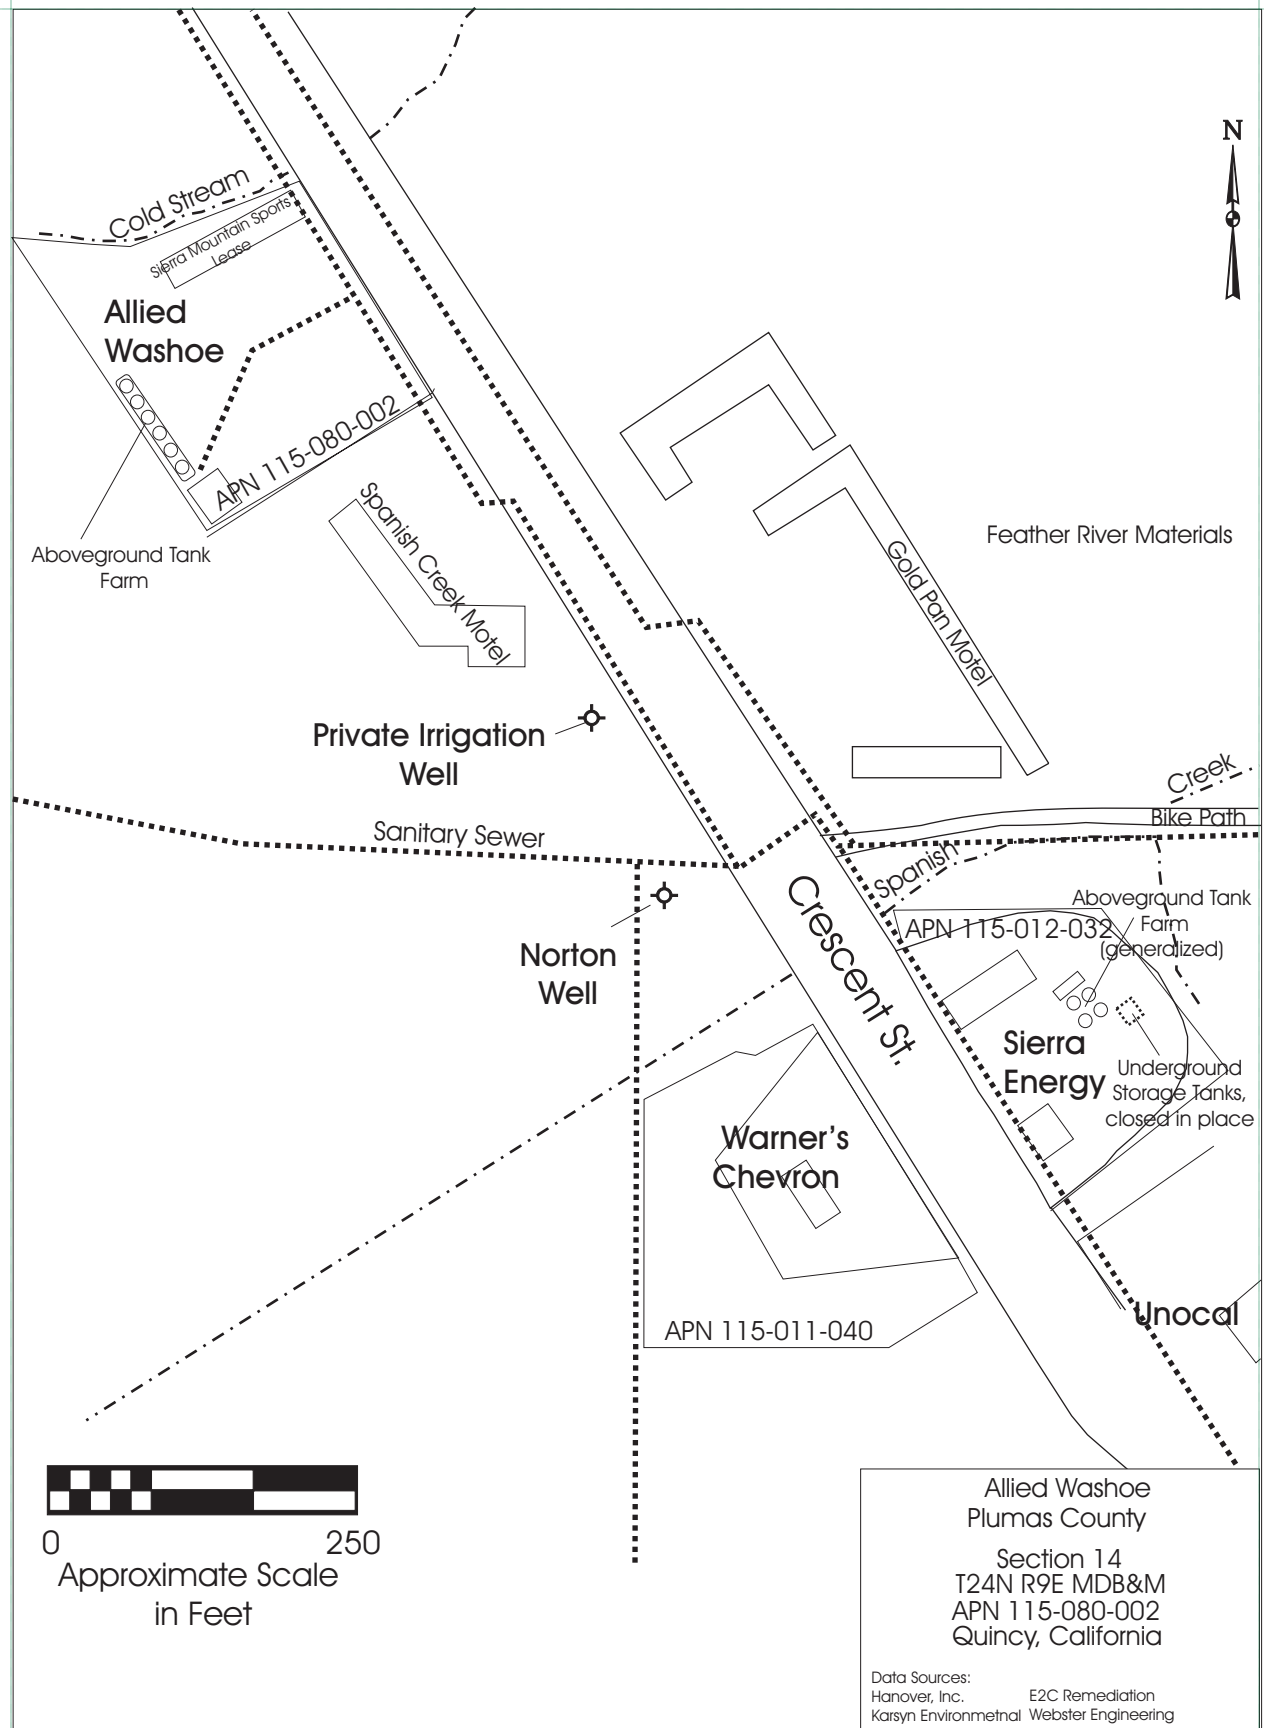 N
Cold Stream
Sierra Mountain Sports
Lease
Allied
Washoe
APN 115-080-002
Aboveground Tank
Farm
Spanish Creek Motel
Feather River Materials
Gold Pan Motel
Private Irrigation
Well
Creek
Bike Path
Sanitary Sewer
Spanish
Crescent St.
Aboveground Tank
Farm
(generalized)
APN 115-012-032
Norton
Well
Sierra
Energy
Underground
Storage Tanks,
closed in place
Warner's
Chevron
Unocal
APN 115-011-040
0 250
Approximate Scale
in Feet
Allied Washoe
Plumas County
Section 14
T24N R9E MDB&M
APN 115-080-002
Quincy, California
Data Sources:
Hanover, Inc. E2C Remediation
Karsyn Environmetnal Webster Engineering